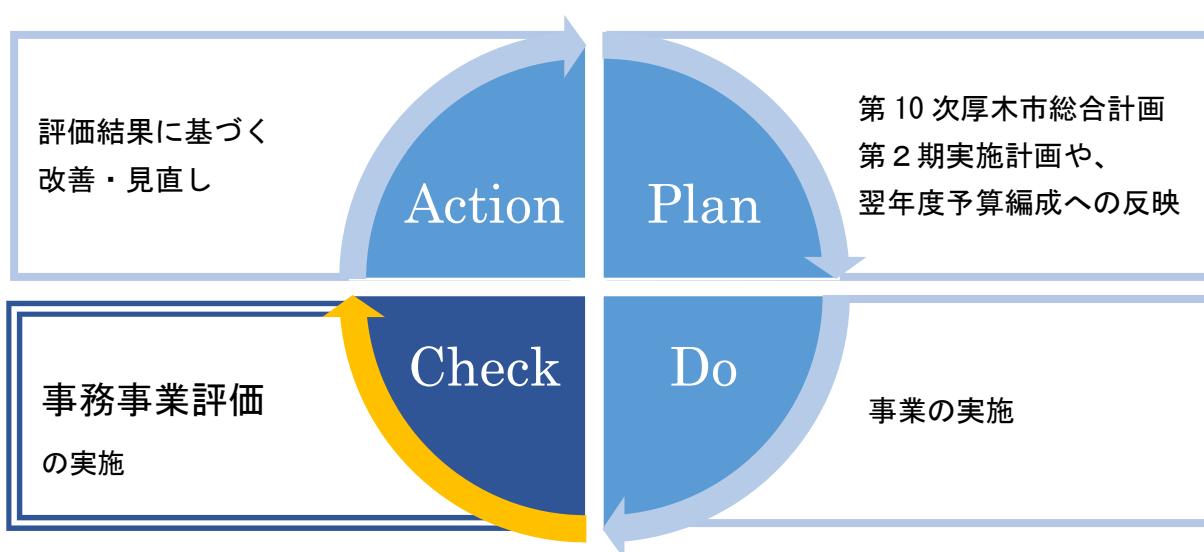 評価結果に基づく
改善・見直し
Action
Plan
第 10 次厚木市総合計画
第２期実施計画や、
翌年度予算編成への反映
事務事業評価
の実施
Check
Do
事業の実施